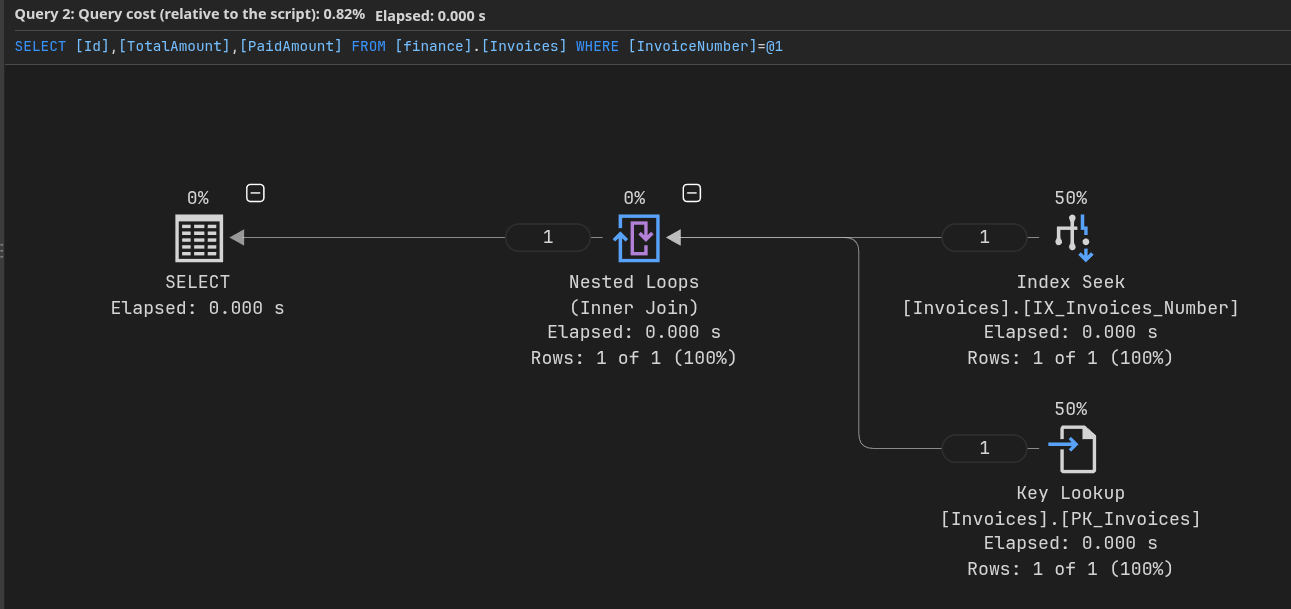 Query 2: Query cost (relative to the script): 0.82% Elapsed: 0.000 s
SELECT [Id],[TotalAmount],[PaidAmount] FROM [finance].[Invoices] WHERE [InvoiceNumber]=@1
0%
SELECT
Elapsed: 0.000 s
1
0%
Nested Loops
(Inner Join)
Elapsed: 0.000 s
Rows: 1 of 1 (100%)
1
50%
Index Seek
[Invoices].[IX_Invoices_Number]
Elapsed: 0.000 s
Rows: 1 of 1 (100%)
1
50%
Key Lookup
[Invoices].[PK_Invoices]
Elapsed: 0.000 s
Rows: 1 of 1 (100%)